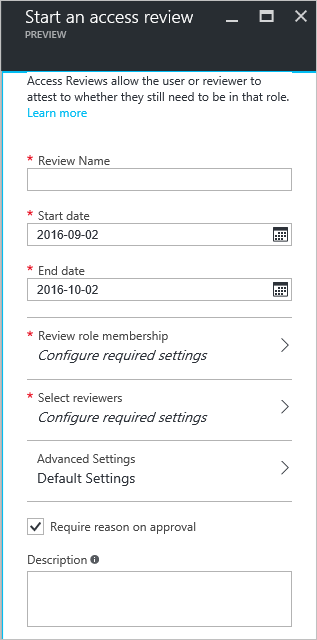 Start an access review
PREVIEW
Access Reviews allow the user or reviewer to
attest to whether they still need to be in that role.
Learn more
* Review Name
* Start date
2016-09-02
* End date
2016-10-02
* Review role membership
Configure required settings
* Select reviewers
Configure required settings
Advanced Settings
Default Settings
Require reason on approval
Description